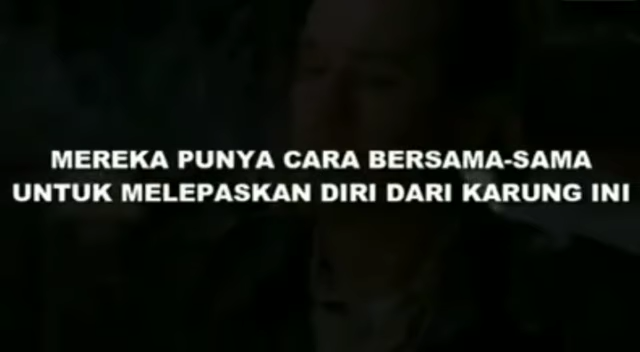 MEREKA PUNYA CARA BERSAMA-SAMA
UNTUK MELEPASKAN DIRI DARI KARUNG INI